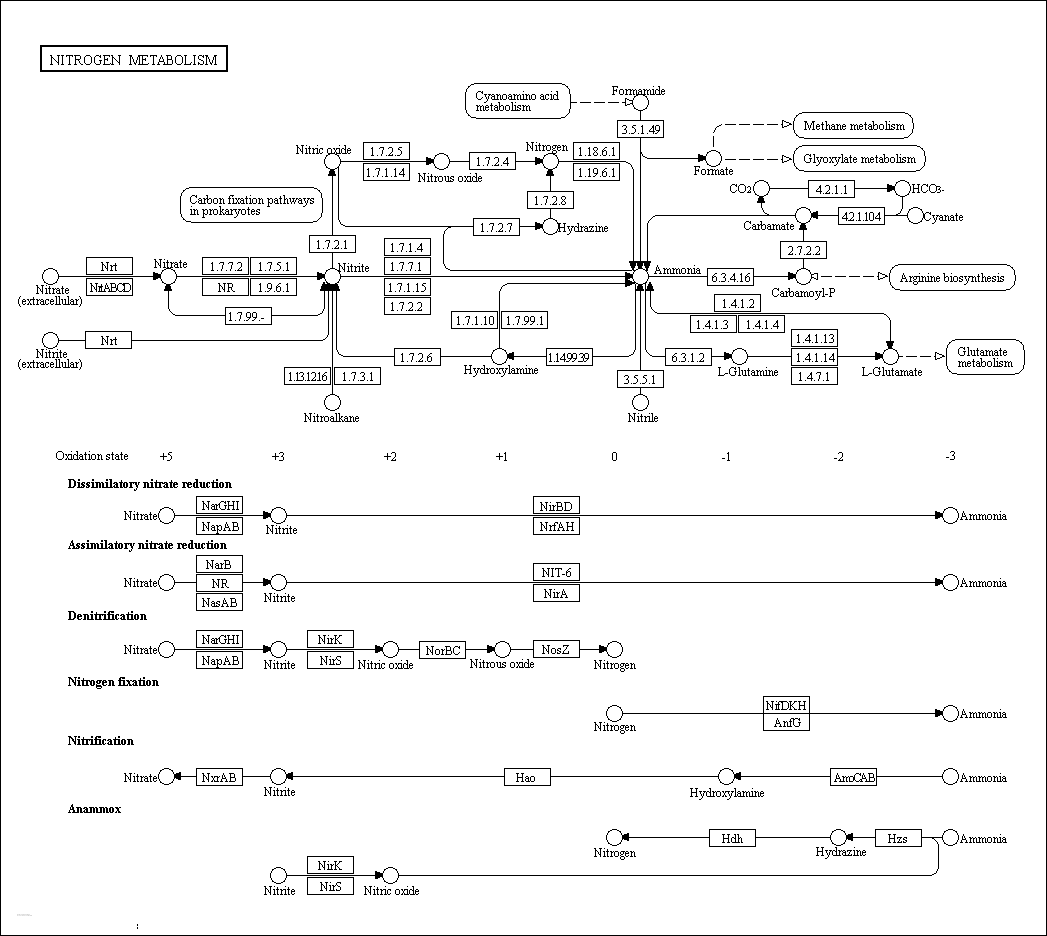 NITROGEN METABOLISM
Cyanoamino acid
metabolism
Formamide
3.5.1.49
Methane metabolism
Nitric oxide
1.7.2.5
1.7.1.14
Nitrous oxide
1.7.2.4
Nitrogen
1.18.6.1
1.19.6.1
Formate
Glyoxylate metabolism
Carbon fixation pathways
in prokaryotes
1.7.2.8
1.7.2.7
Hydrazine
CO2
4.2.1.1
HCO3-
Carbamate
4.2.1.104
Cyanate
1.7.2.1
2.7.2.2
Nrt
NrtABCD
Nitrate
(extracellular)
Nitrate
1.7.7.2
1.7.5.1
NR
1.9.6.1
Nitrite
1.7.1.4
1.7.7.1
1.7.1.15
1.7.2.2
Ammonia
6.3.4.16
Carbamoyl-P
Arginine biosynthesis
1.7.99.-
1.7.1.10
1.7.99.1
1.4.1.2
1.4.1.3
1.4.1.4
Nrt
Nitrite
(extracellular)
1.7.2.6
Hydroxylamine
1.14.99.39
6.3.1.2
L-Glutamine
1.4.1.13
1.4.1.14
1.4.7.1
L-Glutamate
Glutamate
metabolism
1.13.12.16
1.7.3.1
3.5.5.1
Nitroalkane
Nitrile
Oxidation state +5 +3 +2 +1 0 -1 -2 -3
Dissimilatory nitrate reduction
NarGHI
NirBD
Nitrate
Nitrite
Ammonia
NapAB
NrfAH
Assimilatory nitrate reduction
NarB
NIT-6
Nitrate
NR
Nitrite
Ammonia
NasAB
NirA
Denitrification
NarGHI
NirK
Nitrate
Nitrite
Nitric oxide
NorBC
Nitrous oxide
NosZ
Nitrogen
NapAB
NirS
Nitrogen fixation
NifDKH
Nitrogen
Ammonia
AnfG
Nitrification
Nitrate
NxrAB
Nitrite
Hao
Hydroxylamine
AmoCAB
Ammonia
Anammox
Nitrogen
Hdh
Hydrazine
Hzs
Ammonia
NirK
Nitrite
Nitric oxide
NirS